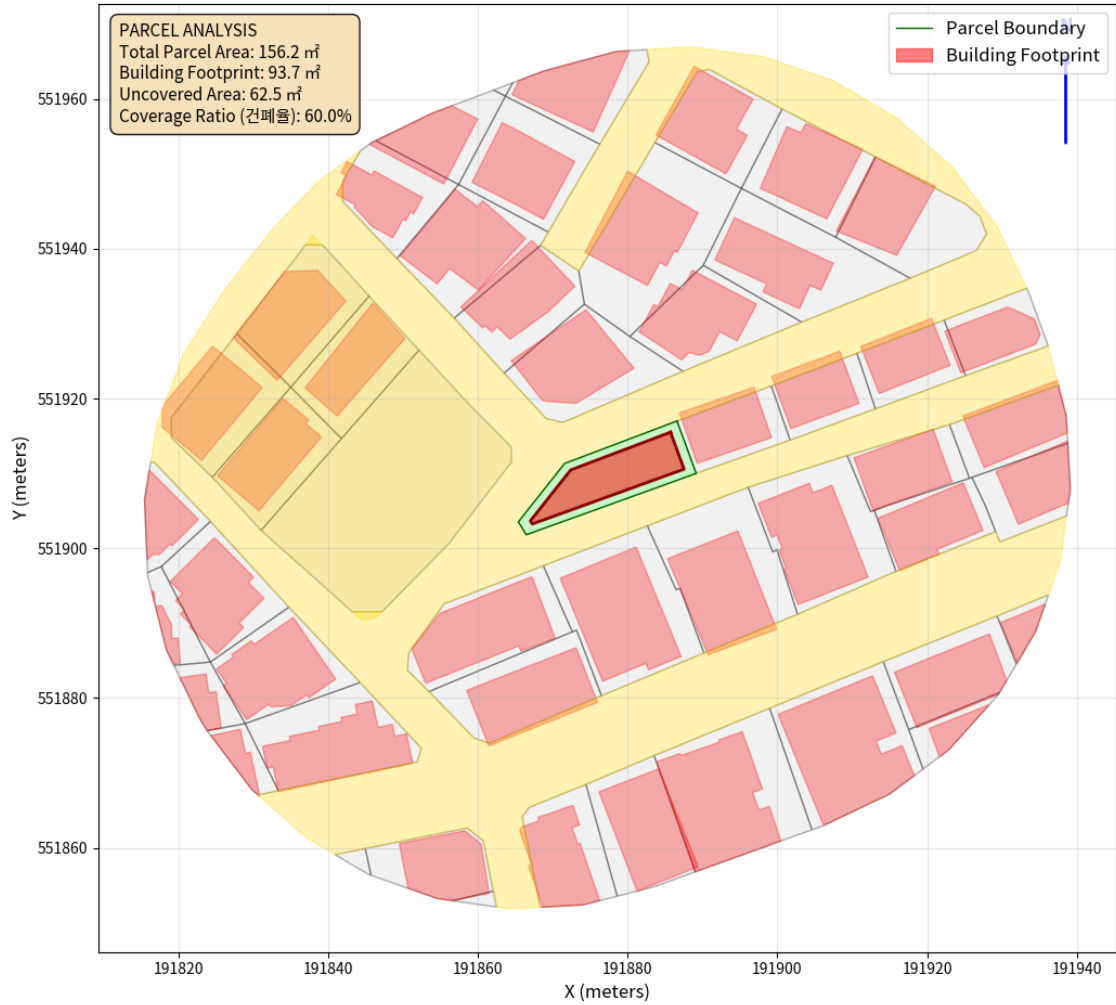 PARCEL ANALYSIS
Total Parcel Area: 156.2 ㎡
Building Footprint: 93.7 ㎡
Uncovered Area: 62.5 ㎡
Coverage Ratio (건폐율): 60.0%
Parcel Boundary
Building Footprint
N
551960
551940
551920
551900
551880
551860
Y (meters)
191820
191840
191860
191880
191900
191920
191940
X (meters)